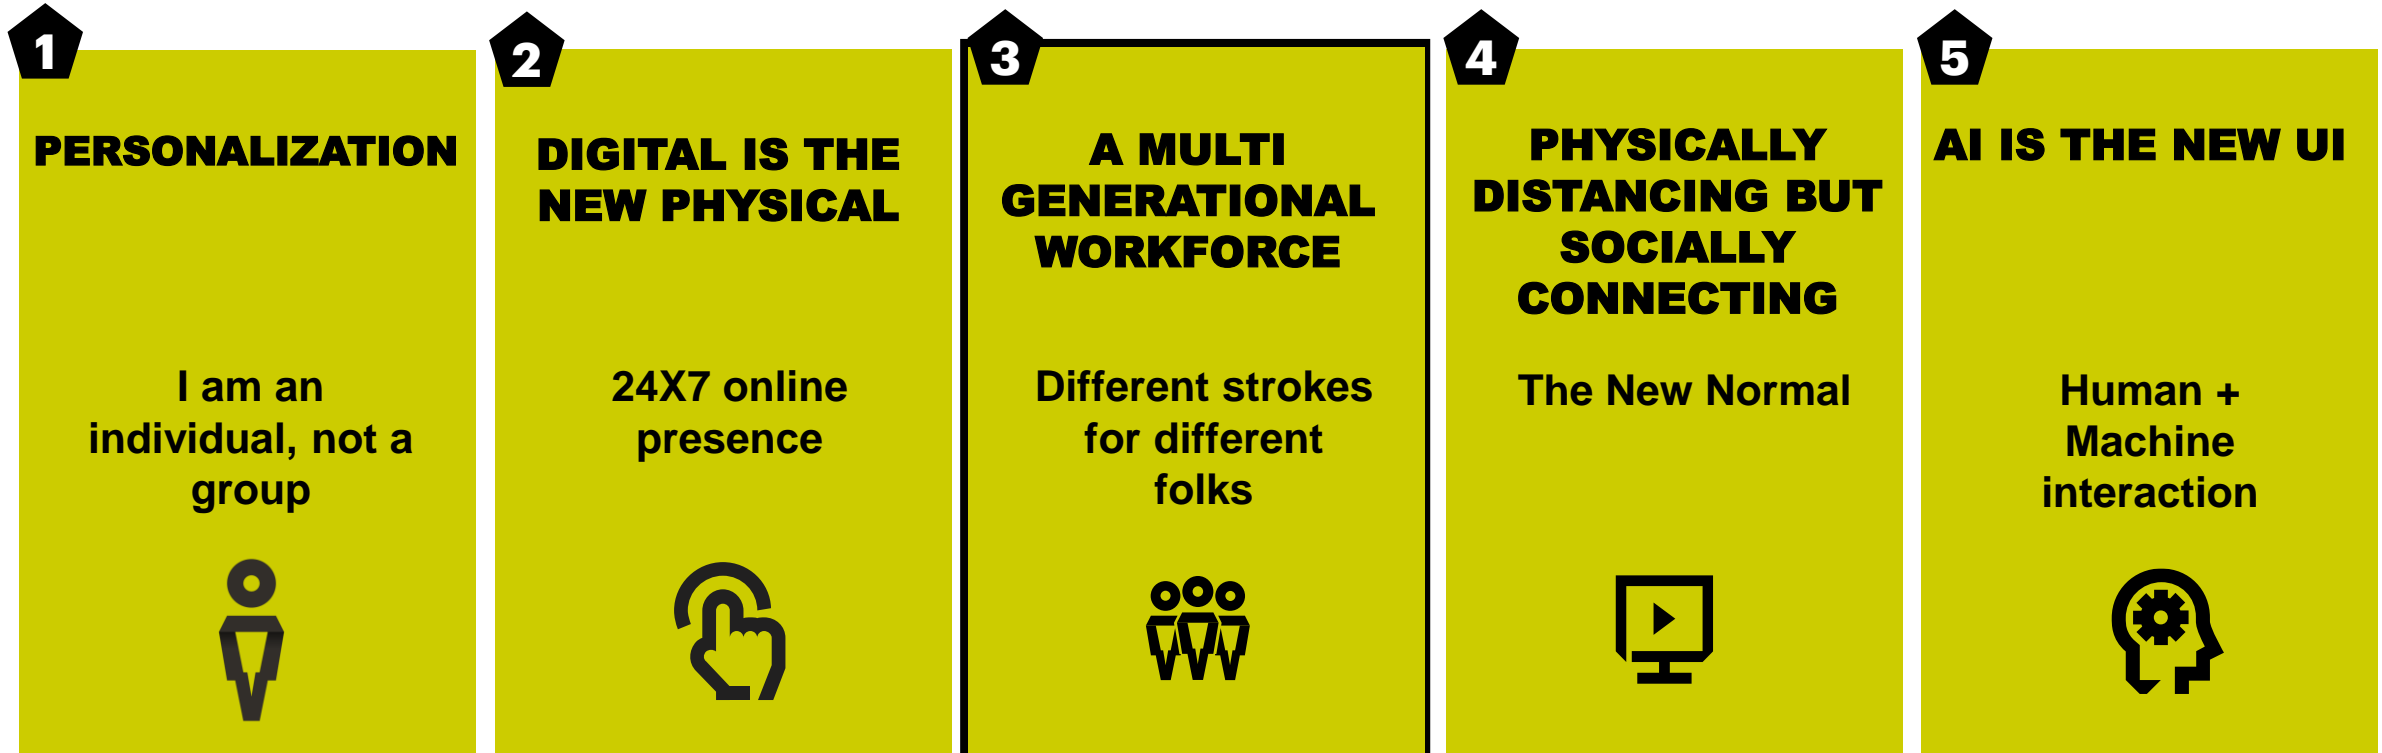 1
PERSONALIZATION
I am an
individual, not a
group
2
DIGITAL IS THE
NEW PHYSICAL
24X7 online
presence
3
A MULTI
GENERATIONAL
WORKFORCE
Different strokes
for different
folks
4
PHYSICALLY
DISTANCING BUT
SOCIALLY
CONNECTING
The New Normal
5
AI IS THE NEW UI
Human +
Machine
interaction